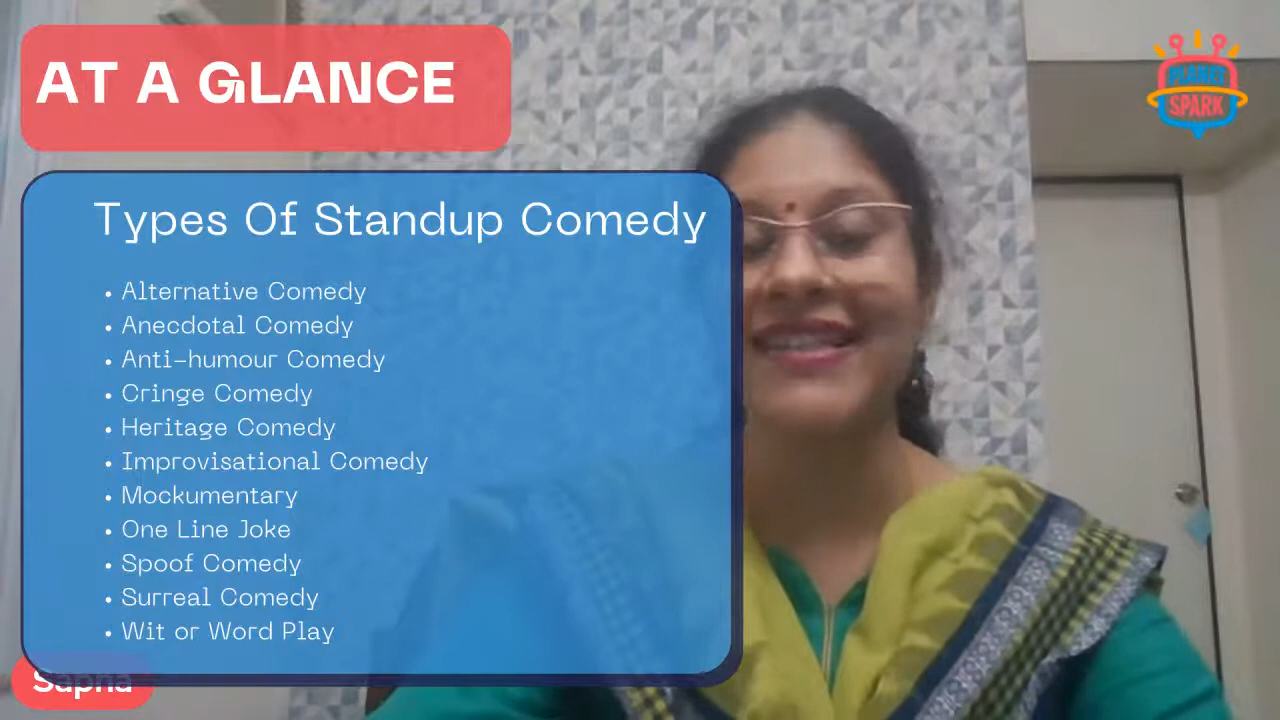 AT A GLANCE
PLANET
SPARK
Types Of Standup Comedy
• Alternative Comedy
• Anecdotal Comedy
• Anti-humour Comedy
• Cringe Comedy
• Heritage Comedy
• Improvisational Comedy
• Mockumentary
• One Line Joke
• Spoof Comedy
• Surreal Comedy
• Wit or Word Play